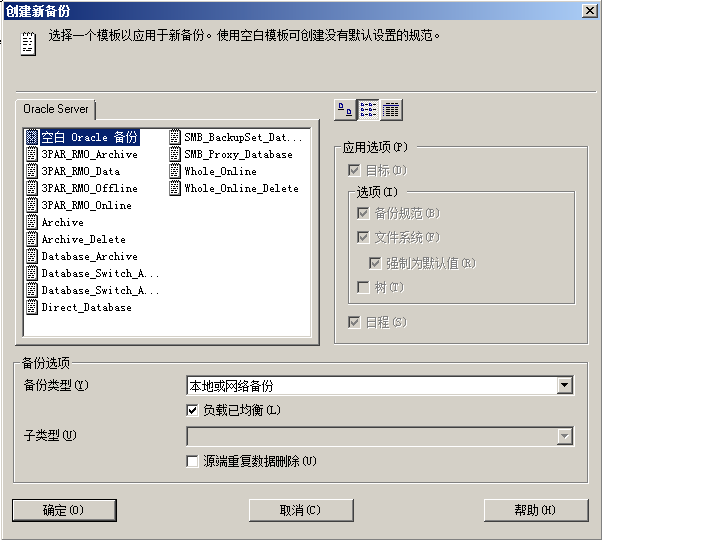 创建新备份
选择一个模板以应用于新备份。使用空白模板可创建没有默认设置的规范。
Oracle Server
空白 Oracle 备份
3PAR_RMO_Archive
3PAR_RMO_Data
3PAR_RMO_Offline
3PAR_RMO_Online
Archive
Archive_Delete
Database_Archive
Database_Switch_A...
Database_Switch_A...
Direct_Database
SMB_BackupSet_Dat...
SMB_Proxy_Database
Whole_Online
Whole_Online_Delete
应用选项(P)
目标(D)
选项(I)
备份规范(B)
文件系统(F)
强制为默认值(R)
树(T)
日程(S)
备份选项
备份类型(Y)
本地或网络备份
负载已均衡(L)
子类型(U)
源端重复数据删除(U)
确定(O)
取消(C)
帮助(H)